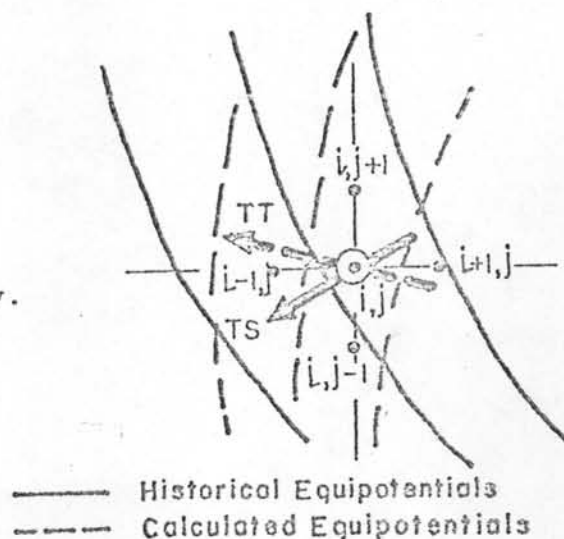 i,j+1
TT
i-1,j
i+1,j
i,j
TS
i,j-1
Historical Equipotentials
Calculated Equipotentials